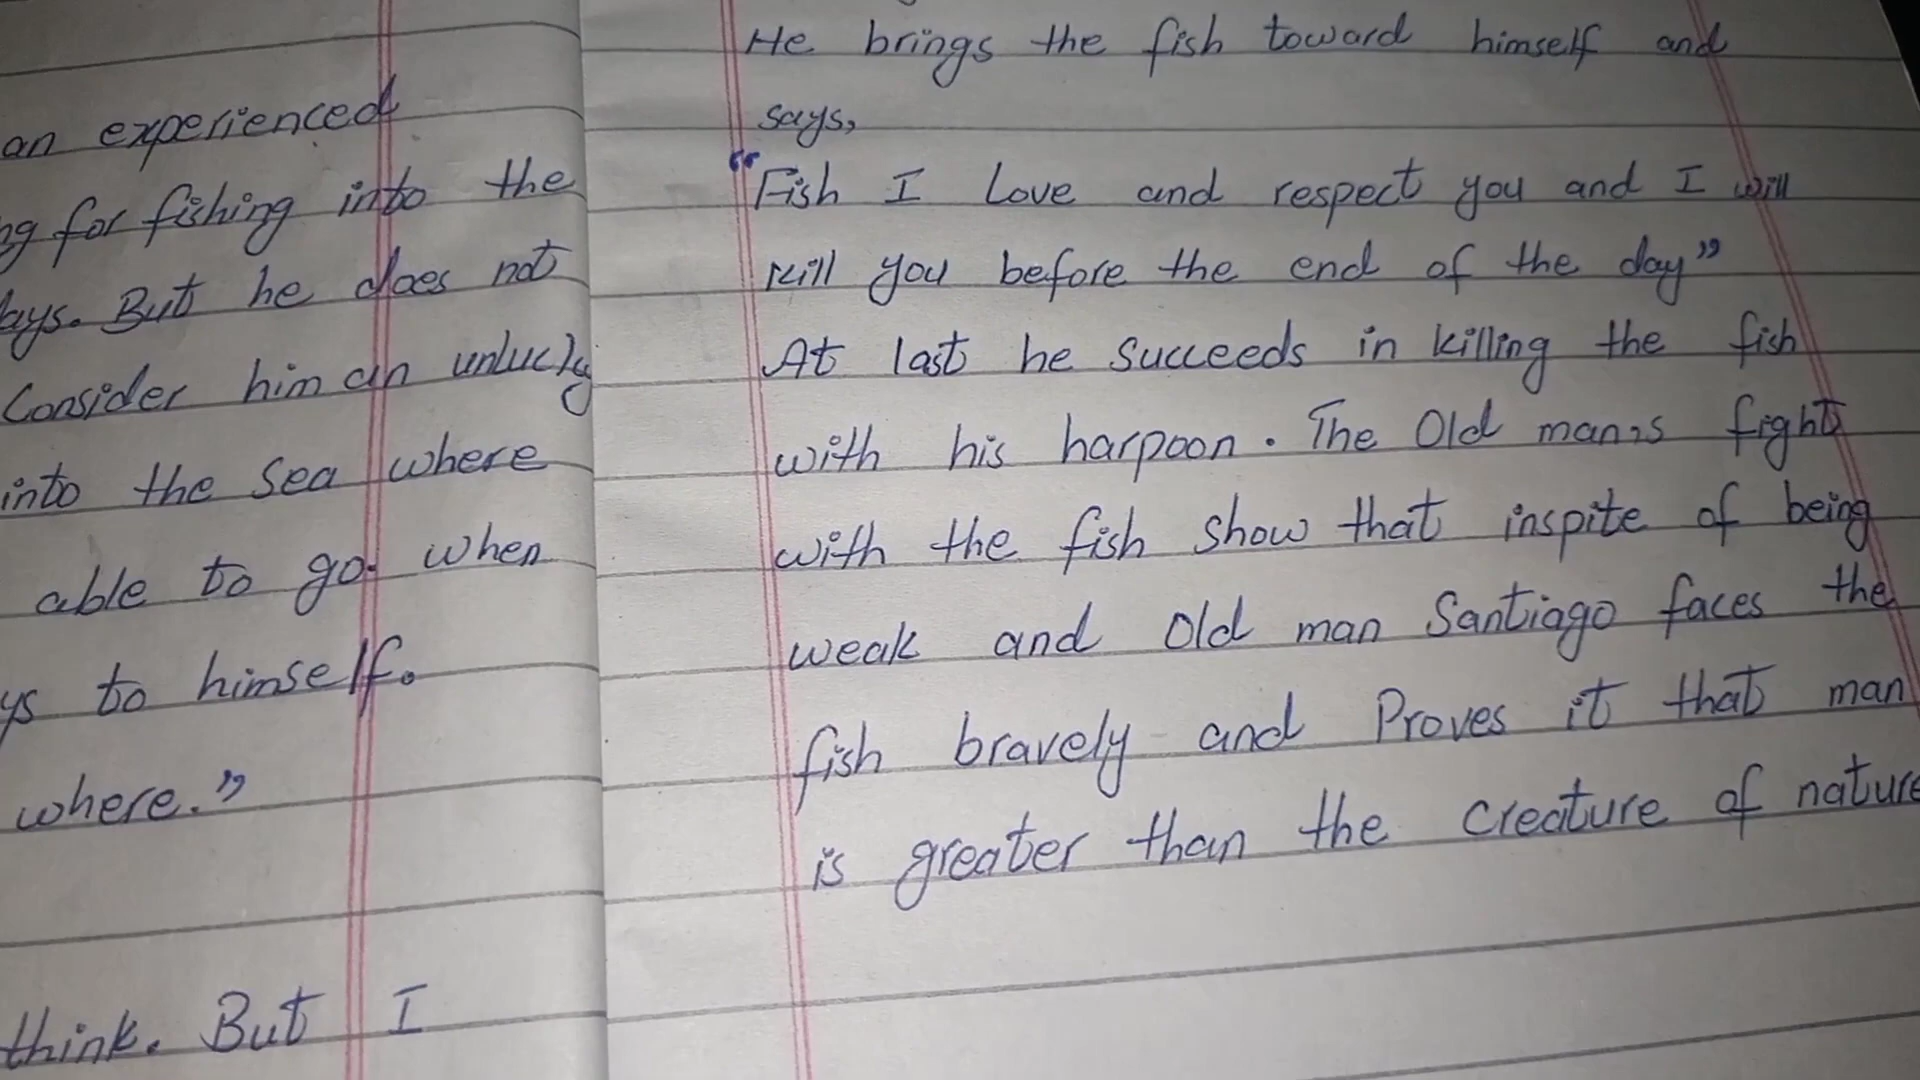 an experienced
for fishing into the
But he does not
Consider him an unlucky
into the Sea where
able to go. when
to himself.
where."
think. But I
He brings the fish toward himself and
says,
"Fish I Love and respect you and I will
kill you before the end of the day"
At last he Succeeds in killing the fish
with his harpoon. The Old man,s fight
with the fish show that inspite of being
weak and Old man Santiago faces the
fish bravely and Proves it that man
is greater than the creature of nature